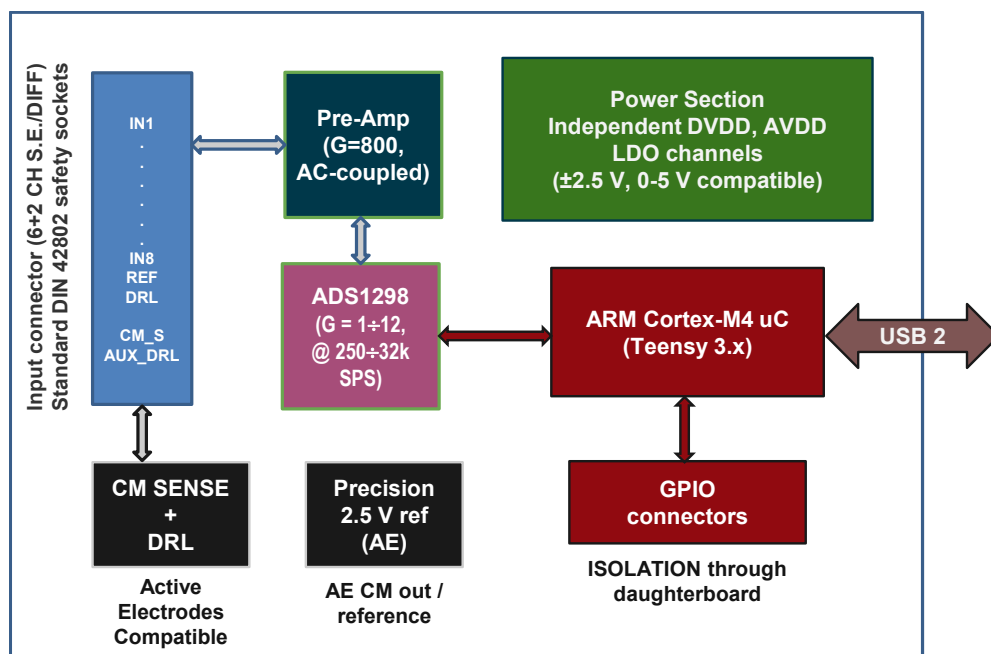 Input connector (6+2 CH S.E./DIFF)
Standard DIN 42802 safety sockets
IN1
.
.
.
.
.
.
IN8
REF
DRL
CM_S
AUX_DRL
Pre-Amp
(G=800,
AC-coupled)
Power Section
Independent DVDD, AVDD
LDO channels
(±2.5 V, 0-5 V compatible)
ADS1298
(G = 1÷12,
@ 250÷32k
SPS)
ARM Cortex-M4 uC
(Teensy 3.x)
USB 2
CM SENSE
+
DRL
Precision
2.5 V ref
(AE)
GPIO
connectors
Active
Electrodes
Compatible
AE CM out /
reference
ISOLATION through
daughterboard